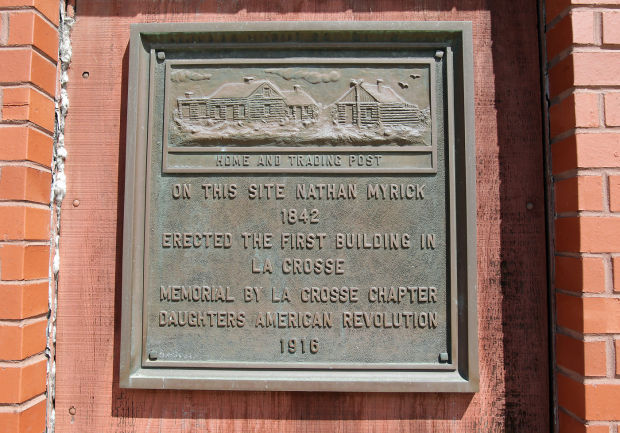 HOME AND TRADING POST
ON THIS SITE NATHAN MYRICK
1842
ERECTED THE FIRST BUILDING IN
LA CROSSE
MEMORIAL BY LA CROSSE CHAPTER
DAUGHTERS AMERICAN REVOLUTION
1916